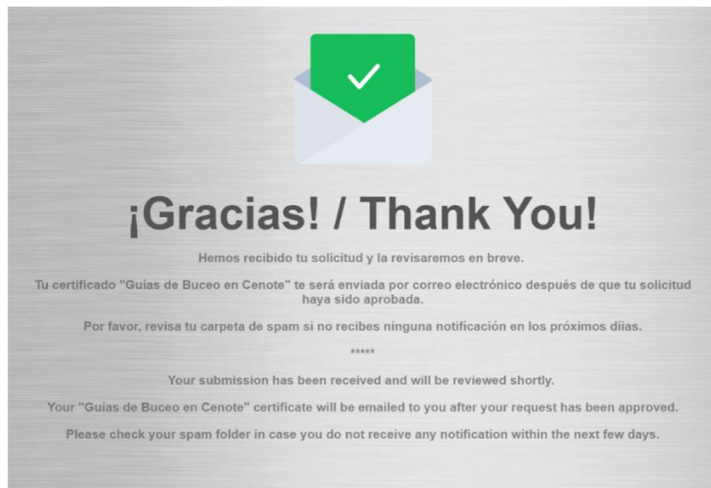 ¡Gracias! / Thank You!
Hemos recibido tu solicitud y la revisaremos en breve.
Tu certificado "Guías de Buceo en Cenote" te será enviada por correo electrónico después de que tu solicitud
haya sido aprobada.
Por favor, revisa tu carpeta de spam si no recibes ninguna notificación en los próximos díias.
*****
Your submission has been received and will be reviewed shortly.
Your "Guías de Buceo en Cenote" certificate will be emailed to you after your request has been approved.
Please check your spam folder in case you do not receive any notification within the next few days.